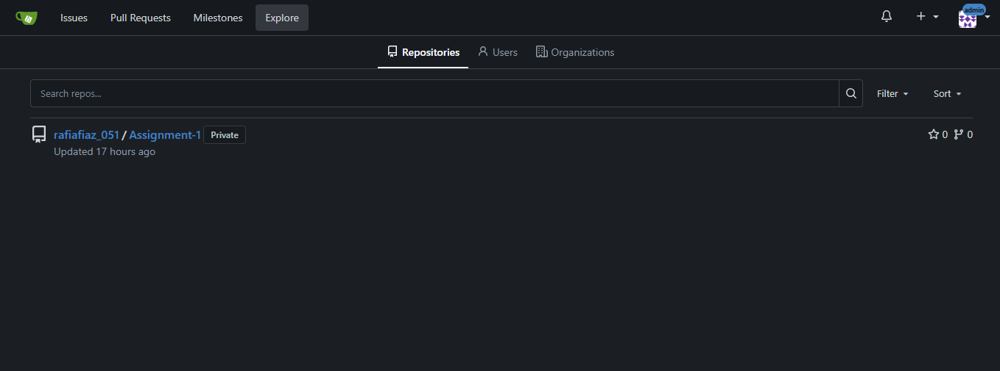 Issues Pull Requests Milestones Explore admin
Repositories Users Organizations
Search repos... Filter Sort
rafiafiaz_051 / Assignment-1 Private 0 0
Updated 17 hours ago